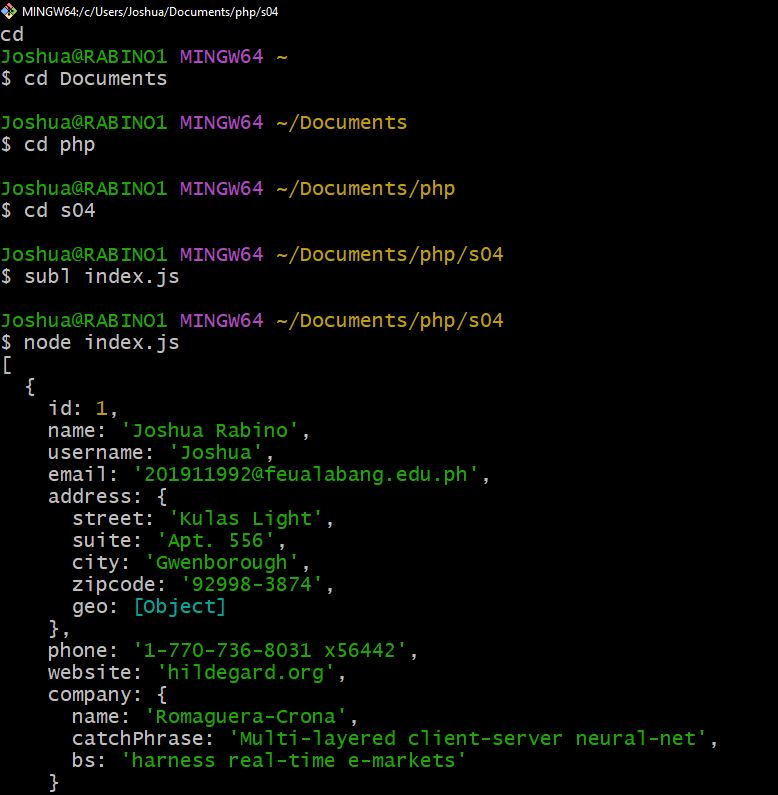 MINGW64:/c/Users/Joshua/Documents/php/s04
cd
Joshua@RABINO1 MINGW64 ~
$ cd Documents
Joshua@RABINO1 MINGW64 ~/Documents
$ cd php
Joshua@RABINO1 MINGW64 ~/Documents/php
$ cd s04
Joshua@RABINO1 MINGW64 ~/Documents/php/s04
$ subl index.js
Joshua@RABINO1 MINGW64 ~/Documents/php/s04
$ node index.js
[
  {
    id: 1,
    name: 'Joshua Rabino',
    username: 'Joshua',
    email: '201911992@feualabang.edu.ph',
    address: {
      street: 'Kulas Light',
      suite: 'Apt. 556',
      city: 'Gwenborough',
      zipcode: '92998-3874',
      geo: [Object]
    },
    phone: '1-770-736-8031 x56442',
    website: 'hildegard.org',
    company: {
      name: 'Romaguera-Crona',
      catchPhrase: 'Multi-layered client-server neural-net',
      bs: 'harness real-time e-markets'
    }